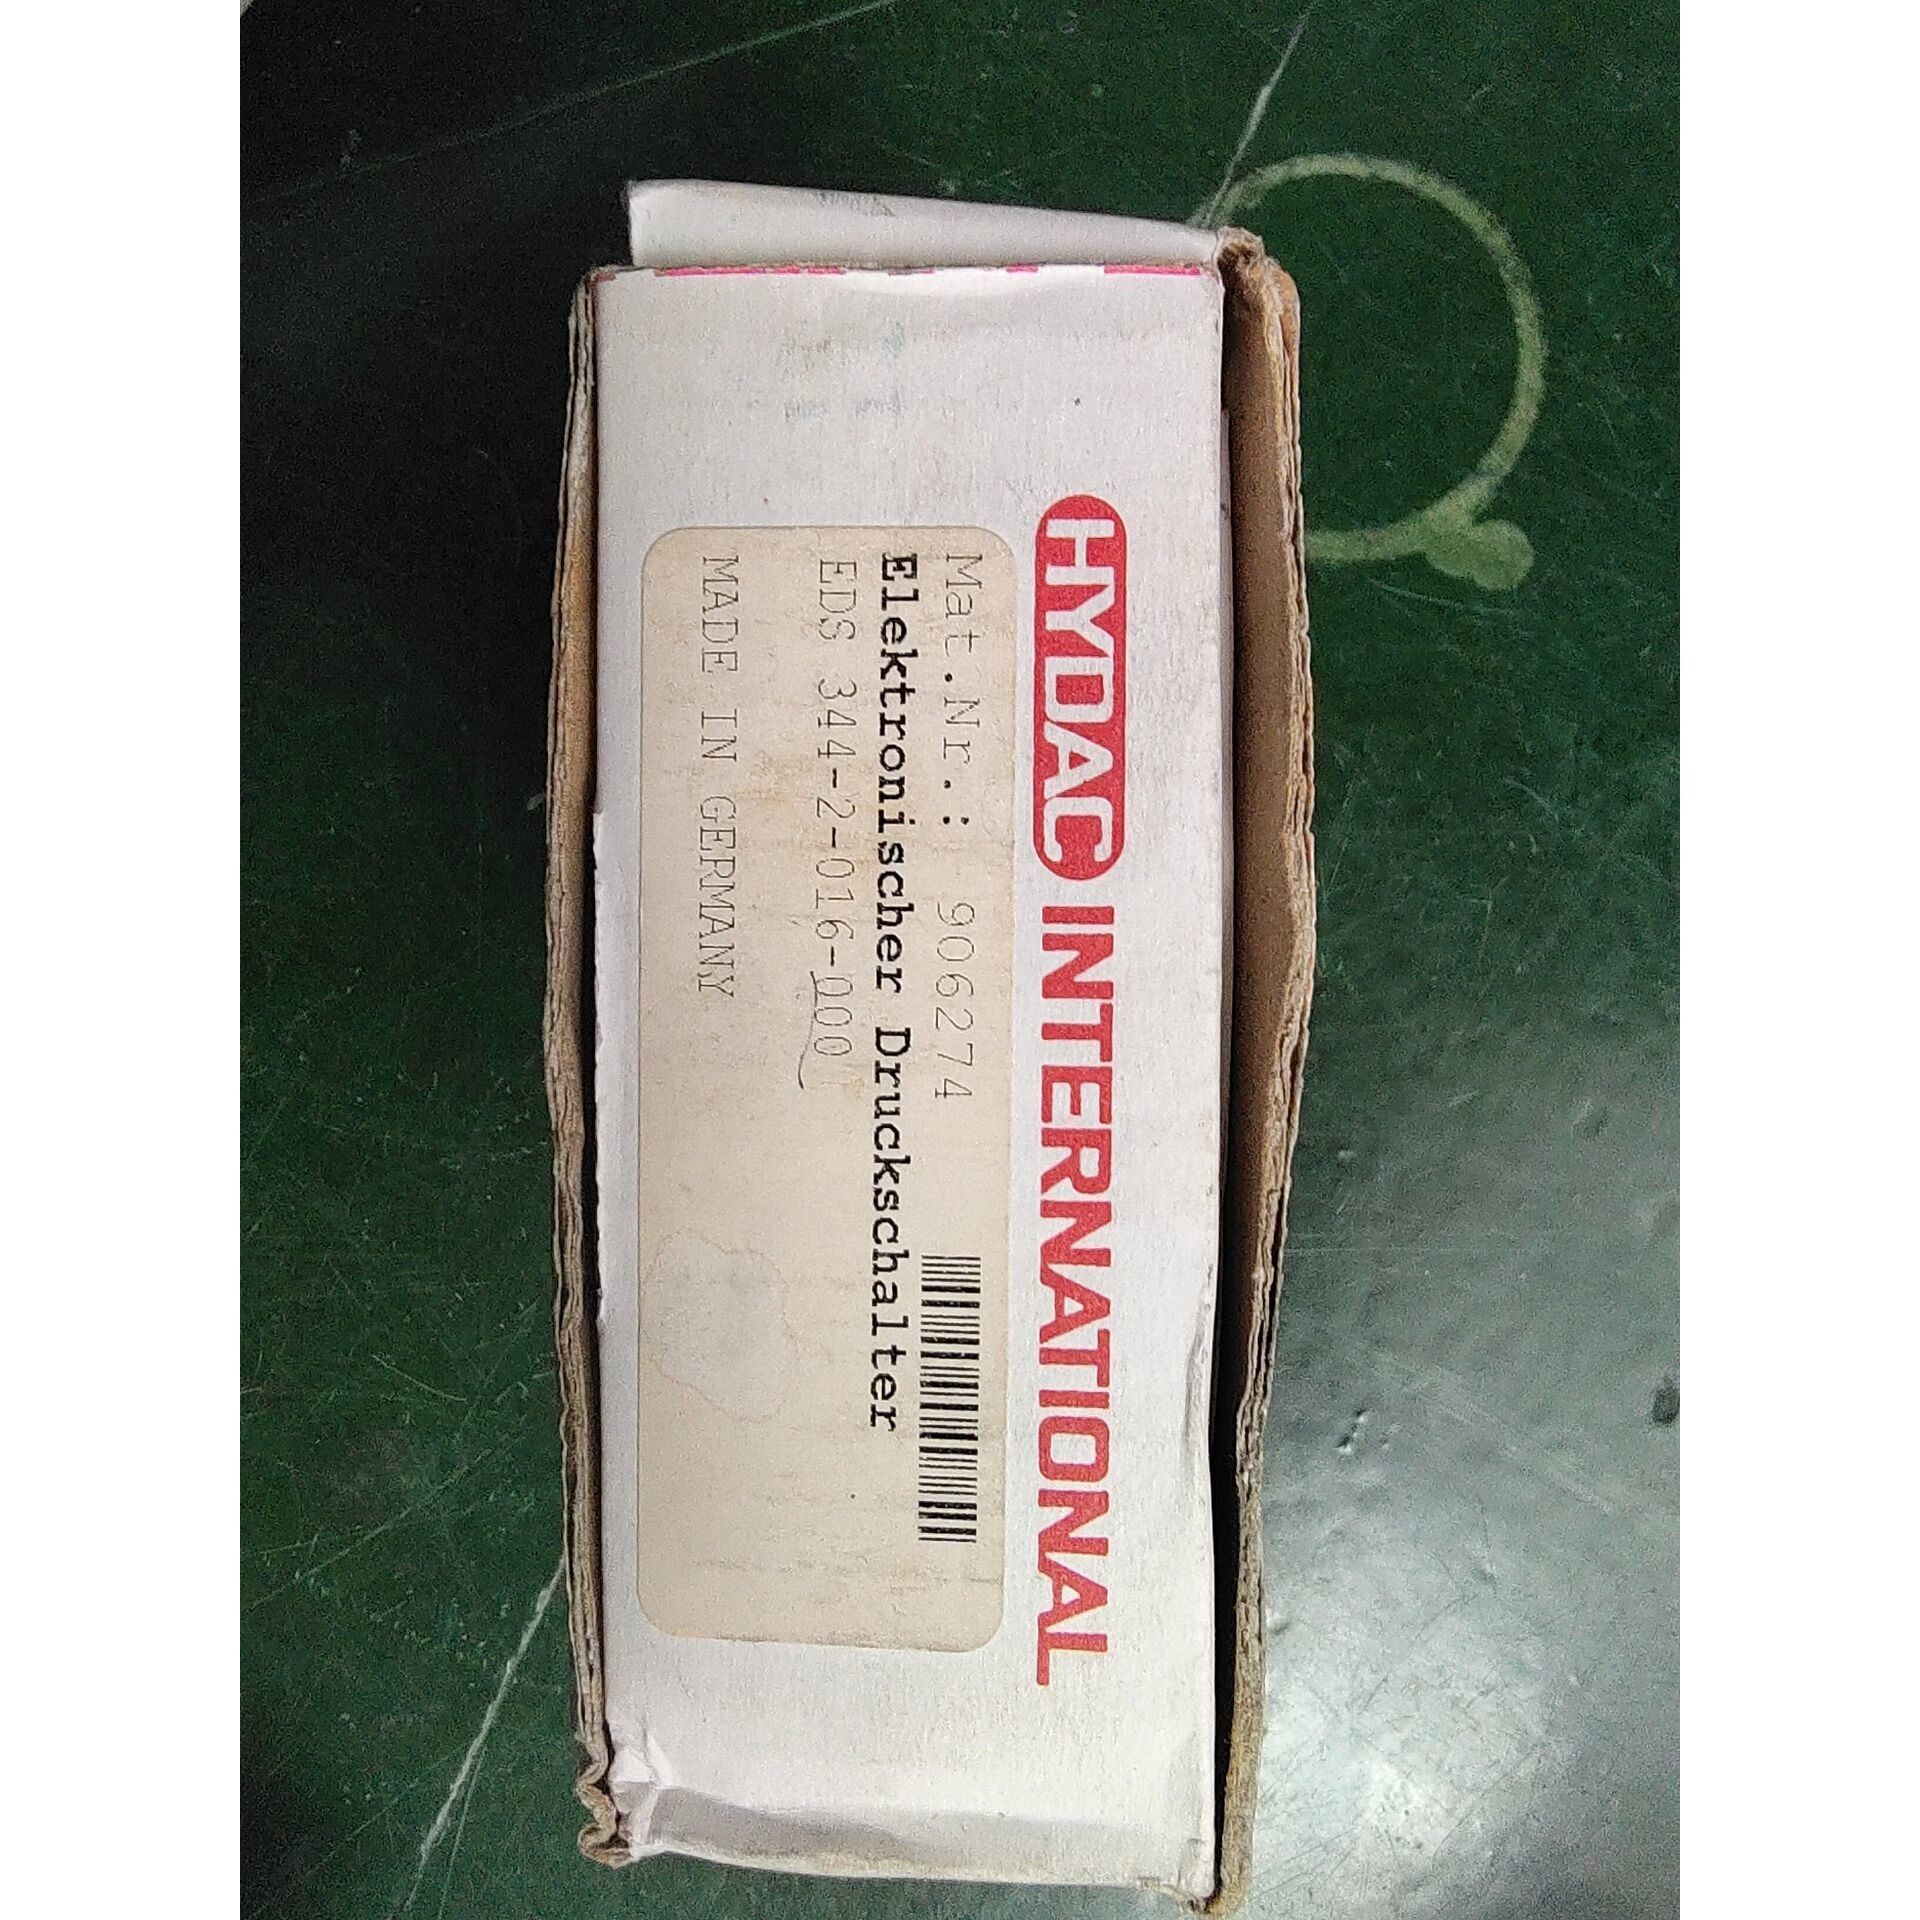 HYDAC INTERNATIONAL
Mat.Nr.: 906274
Elektronischer Druckschalter
EDS 344-2-016-000
MADE IN GERMANY